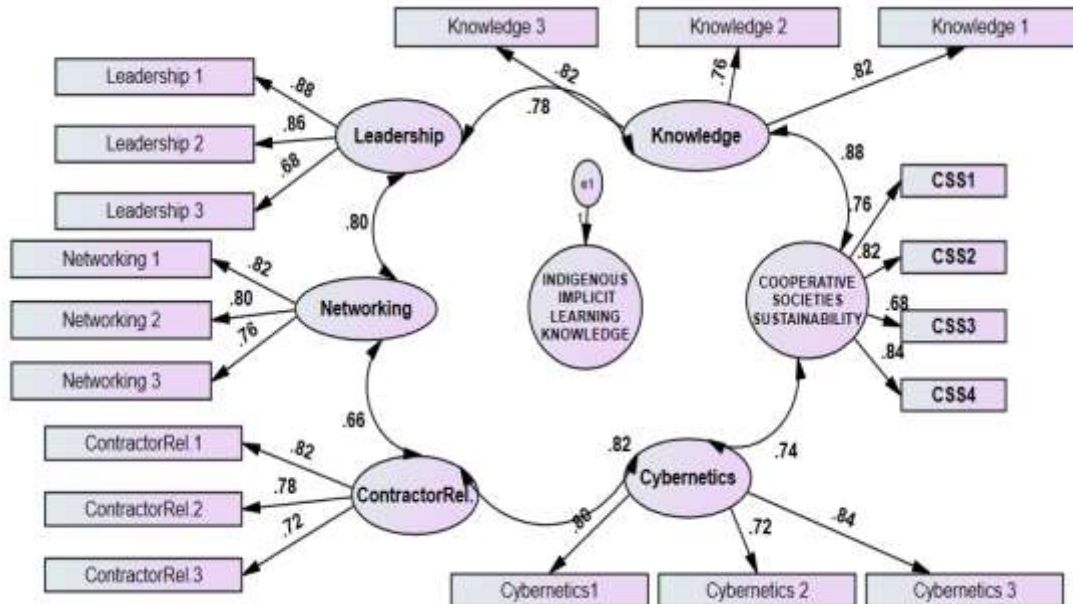 Knowledge 3
Knowledge 2
Knowledge 1
Leadership 1
.88
.82
.76
.82
.78
Leadership 2
.86
Leadership
Knowledge
.88
Leadership 3
.68
e1
1
CSS1
.76
.80
Networking 1
.82
CSS2
.82
Networking 2
.80
Networking
INDIGENOUS
IMPLICIT
LEARNING
KNOWLEDGE
COOPERATIVE
SOCIETIES
SUSTAINABILITY
CSS3
.68
Networking 3
.76
.84
CSS4
.66
ContractorRel.1
.82
.82
.74
ContractorRel.2
.78
ContractorRel.
Cybernetics
ContractorRel.3
.72
.80
.72
.84
Cybernetics1
Cybernetics 2
Cybernetics 3